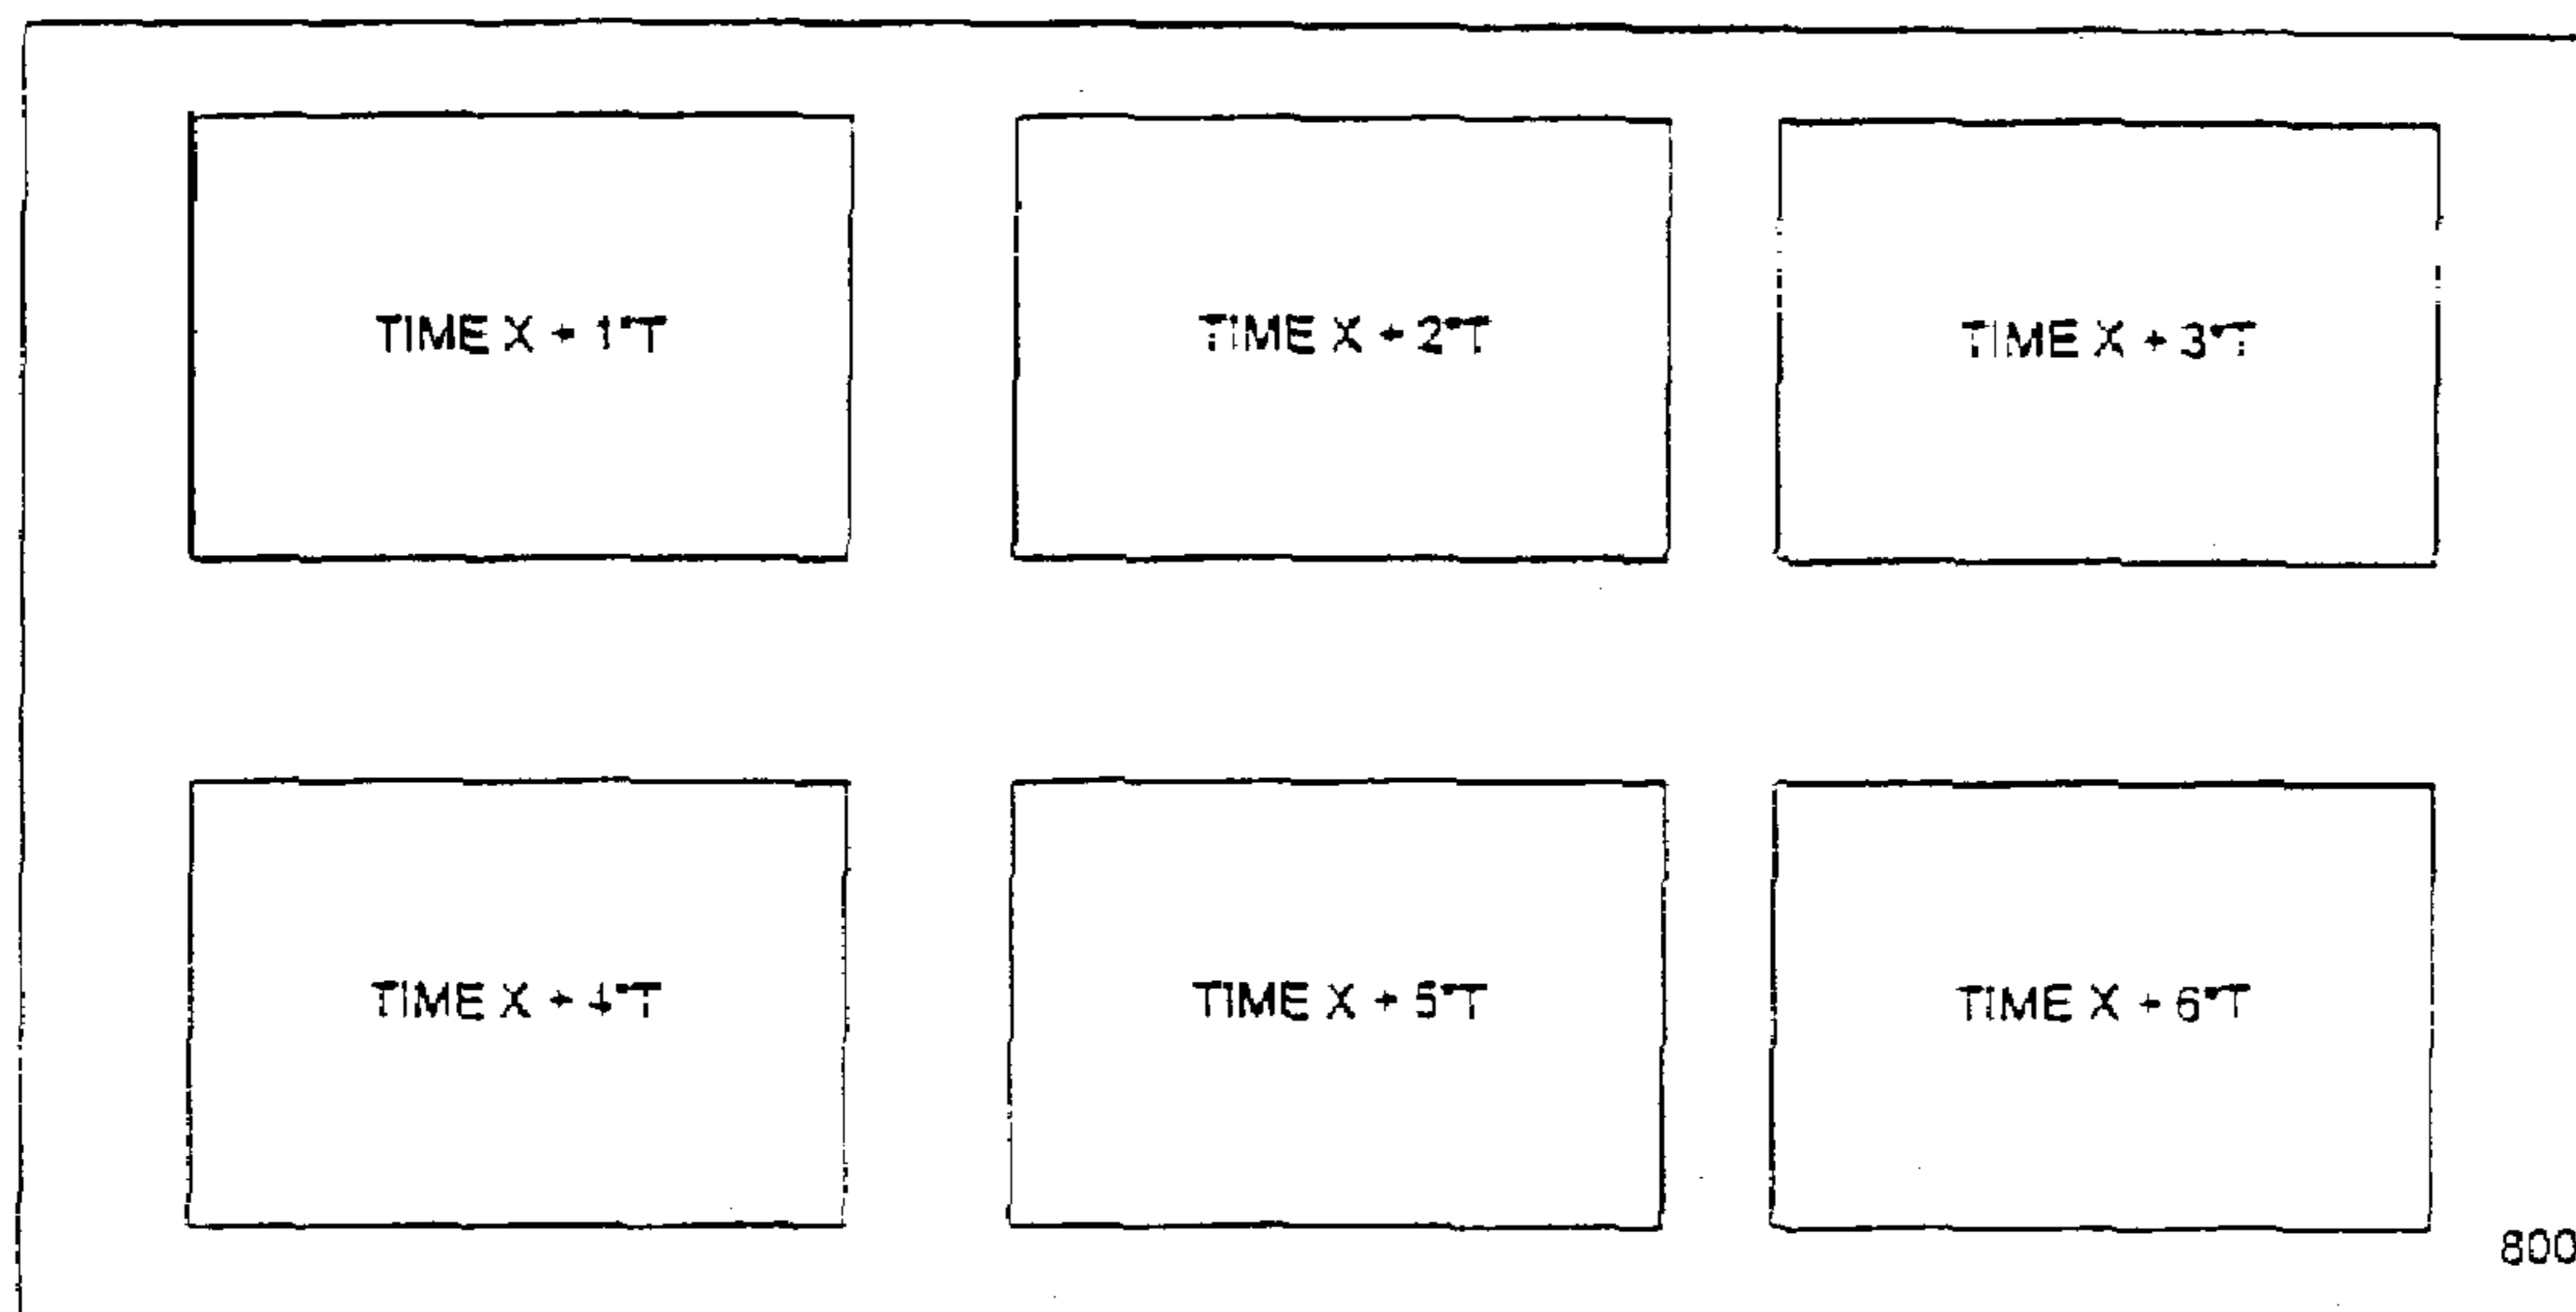 TIME X + 1*T
TIME X + 2*T
TIME X + 3*T
TIME X + 4*T
TIME X + 5*T
TIME X + 6*T
800